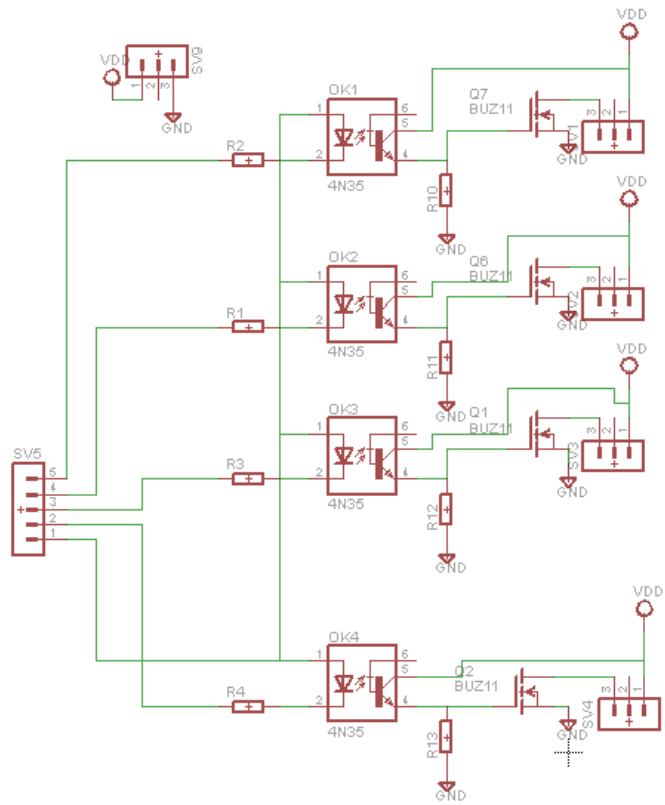 VDD
VDD
SV9
1
2
3
GND
OK1
Q7
BUZ11
1
6
5
3
2
1
R2
2
4
GND
V1
4N35
R10
GND
VDD
OK2
Q6
BUZ11
1
6
5
3
2
1
R1
2
4
GND
V2
4N35
R11
GND
VDD
OK3
Q1
BUZ11
1
6
5
3
2
1
SV5
R3
2
4
SV3
GND
4N35
5
4
3
2
1
R12
GND
VDD
OK4
1
6
5
Q2
BUZ11
3
2
1
R4
2
4
SV4
GND
4N35
R13
GND